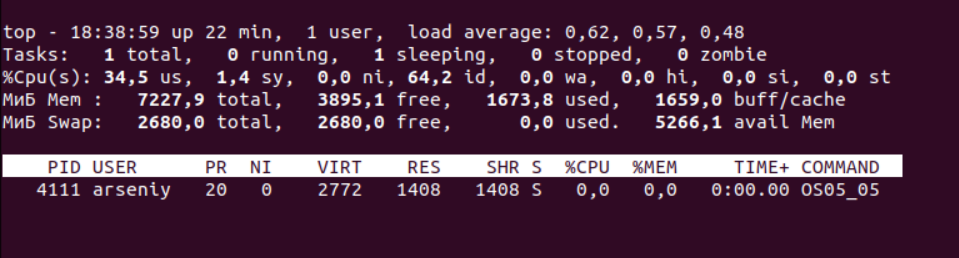 top - 18:38:59 up 22 min,  1 user,  load average: 0,62, 0,57, 0,48
Tasks:   1 total,   0 running,   1 sleeping,   0 stopped,   0 zombie
%Cpu(s): 34,5 us,  1,4 sy,  0,0 ni, 64,2 id,  0,0 wa,  0,0 hi,  0,0 si,  0,0 st
МиБ Mem :   7227,9 total,   3895,1 free,   1673,8 used,   1659,0 buff/cache
МиБ Swap:   2680,0 total,   2680,0 free,      0,0 used.   5266,1 avail Mem
PID USER      PR  NI    VIRT    RES    SHR S  %CPU  %MEM     TIME+ COMMAND
4111 arseniy   20   0    2772   1408   1408 S   0,0   0,0   0:00.00 OS05_05